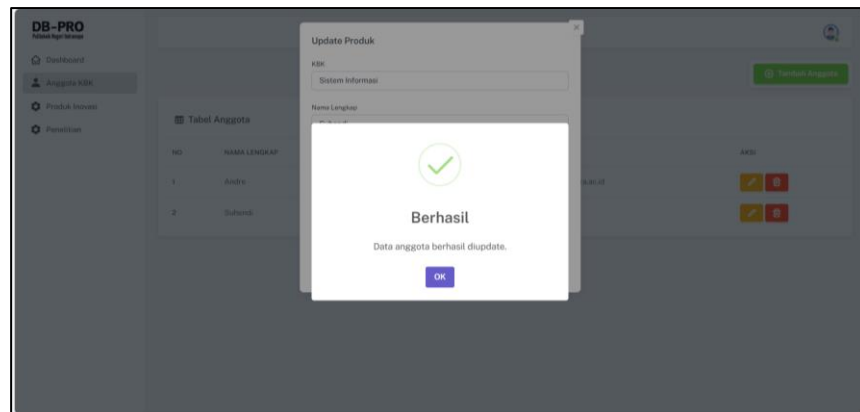 DB-PRO
Dashboard
Anggota KBK
Produk Inovasi
Penelitian
Tambah Anggota
Tabel Anggota
NO
NAMA LENGKAP
AKSI
1
Andre
2
Update Produk
KBK
Sistem Informasi
Nama Lengkap
Berhasil
Data anggota berhasil diupdate.
OK